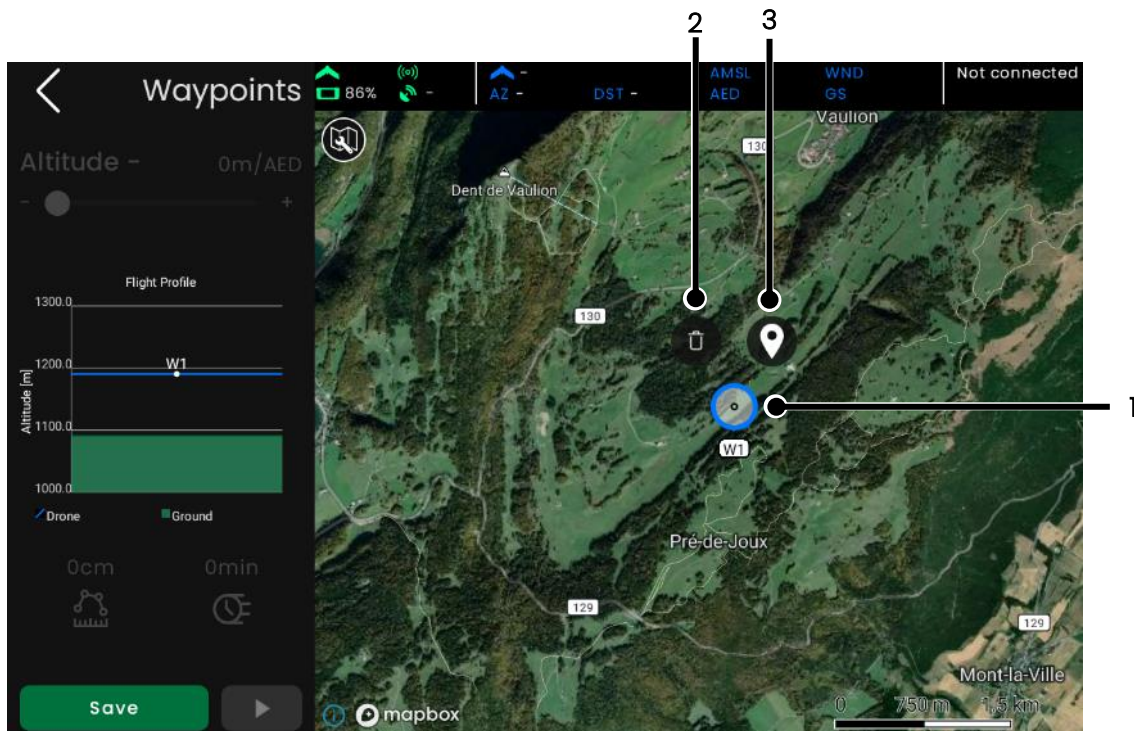 2
3
Waypoints
86%
-
-
AZ -
DST -
AMSL
AED
WND
GS
Not connected
Altitude -
0m/AED
-
+
Flight Profile
1300.0
1200.0
1100.0
1000.0
Altitude [m]
W1
Drone
Ground
0cm
0min
Save
Vaulion
130
Dent de Vaulion
130
1
W1
Pré-de-Joux
129
129
Mont-la-Ville
0
750 m
1,5 km
i
mapbox